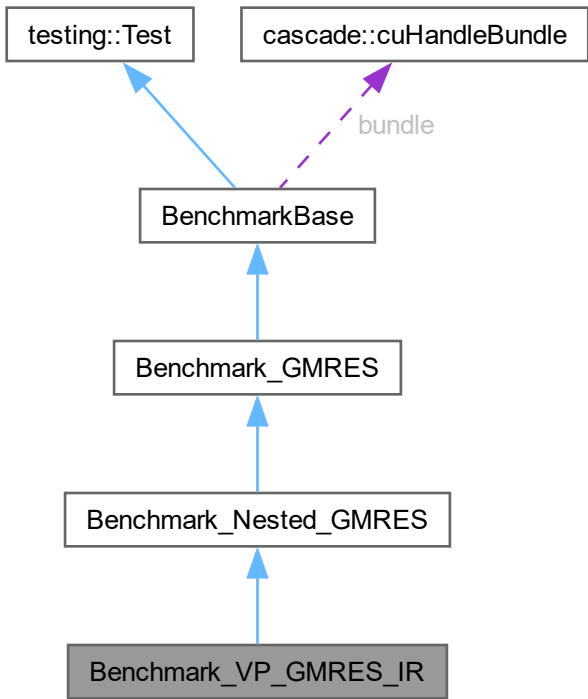 testing::Test
cascade::cuHandleBundle
bundle
BenchmarkBase
Benchmark_GMRES
Benchmark_Nested_GMRES
Benchmark_VP_GMRES_IR